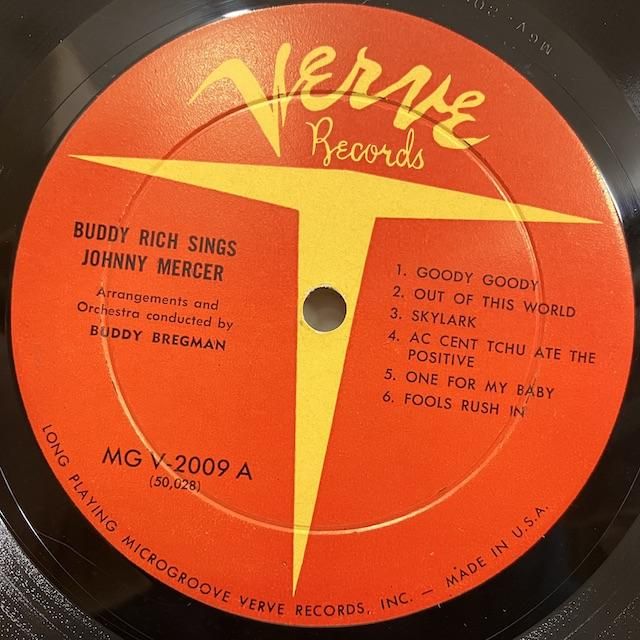 VERVE
Records
BUDDY RICH SINGS
JOHNNY MERCER
Arrangements and
Orchestra conducted by
BUDDY BREGMAN
1. GOODY GOODY
2. OUT OF THIS WORLD
3. SKYLARK
4. AC CENT TCHU ATE THE
POSITIVE
5. ONE FOR MY BABY
6. FOOLS RUSH IN
MG V-2009 A
(50,028)
LONG PLAYING MICROGROOVE VERVE RECORDS, INC. — MADE IN U.S.A.